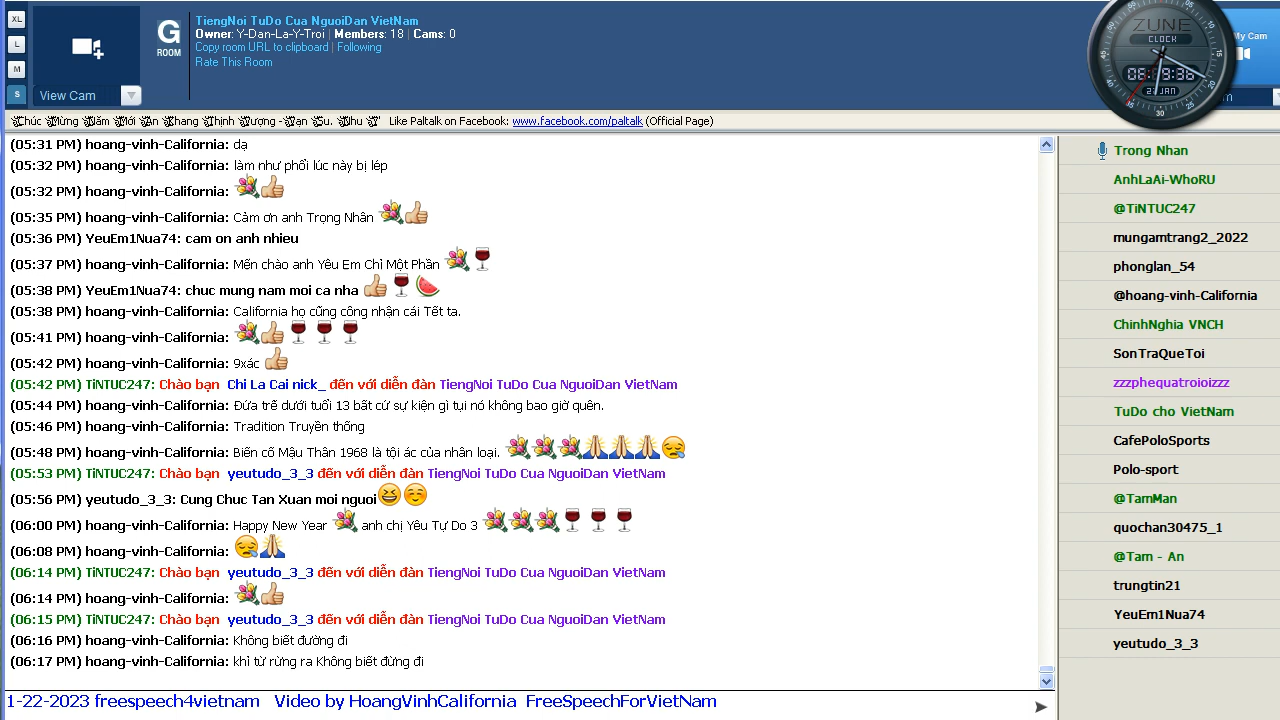 XL
L
M
S
View Cam
G
ROOM
TiengNoi TuDo Cua NguoiDan VietNam
Owner: Y-Dan-La-Y-Troi | Members: 18 | Cams: 0
Copy room URL to clipboard | Following
Rate This Room
ZUNE
CLOCK
My Cam
Chúc Mừng Năm Mới An Khang Thịnh Vượng - Vạn Sự. Như Ý Like Paltalk on Facebook: www.facebook.com/paltalk (Official Page)
(05:31 PM) hoang-vinh-California: dạ
(05:32 PM) hoang-vinh-California: làm như phổi lúc này bị lép
(05:32 PM) hoang-vinh-California:
(05:35 PM) hoang-vinh-California: Cảm ơn anh Trọng Nhân
(05:36 PM) YeuEm1Nua74: cam on anh nhieu
(05:37 PM) hoang-vinh-California: Mến chào anh Yêu Em Chỉ Một Phần
(05:38 PM) YeuEm1Nua74: chuc mung nam moi ca nha
(05:38 PM) hoang-vinh-California: California họ cũng công nhận cái Tết ta.
(05:41 PM) hoang-vinh-California:
(05:42 PM) hoang-vinh-California: 9xác
(05:42 PM) TiNTUC247: Chào bạn Chi La Cai nick_ đến với diễn đàn TiengNoi TuDo Cua NguoiDan VietNam
(05:44 PM) hoang-vinh-California: Đứa trẻ dưới tuổi 13 bất cứ sự kiện gì tụi nó không bao giờ quên.
(05:46 PM) hoang-vinh-California: Tradition Truyền thống
(05:48 PM) hoang-vinh-California: Biến cố Mậu Thân 1968 là tội ác của nhân loại.
(05:53 PM) TiNTUC247: Chào bạn yeutudo_3_3 đến với diễn đàn TiengNoi TuDo Cua NguoiDan VietNam
(05:56 PM) yeutudo_3_3: Cung Chuc Tan Xuan moi nguoi
(06:00 PM) hoang-vinh-California: Happy New Year anh chị Yêu Tự Do 3
(06:08 PM) hoang-vinh-California:
(06:14 PM) TiNTUC247: Chào bạn yeutudo_3_3 đến với diễn đàn TiengNoi TuDo Cua NguoiDan VietNam
(06:14 PM) hoang-vinh-California:
(06:15 PM) TiNTUC247: Chào bạn yeutudo_3_3 đến với diễn đàn TiengNoi TuDo Cua NguoiDan VietNam
(06:16 PM) hoang-vinh-California: Không biết đường đi
(06:17 PM) hoang-vinh-California: khỉ từ rừng ra Không biết đừng đi
1-22-2023 freespeech4vietnam Video by HoangVinhCalifornia FreeSpeechForVietNam
Trong Nhan
AnhLaAi-WhoRU
@TiNTUC247
mungamtrang2_2022
phonglan_54
@hoang-vinh-California
ChinhNghia VNCH
SonTraQueToi
zzzphequatroioizzz
TuDo cho VietNam
CafePoloSports
Polo-sport
@TamMan
quochan30475_1
@Tam - An
trungtin21
YeuEm1Nua74
yeutudo_3_3